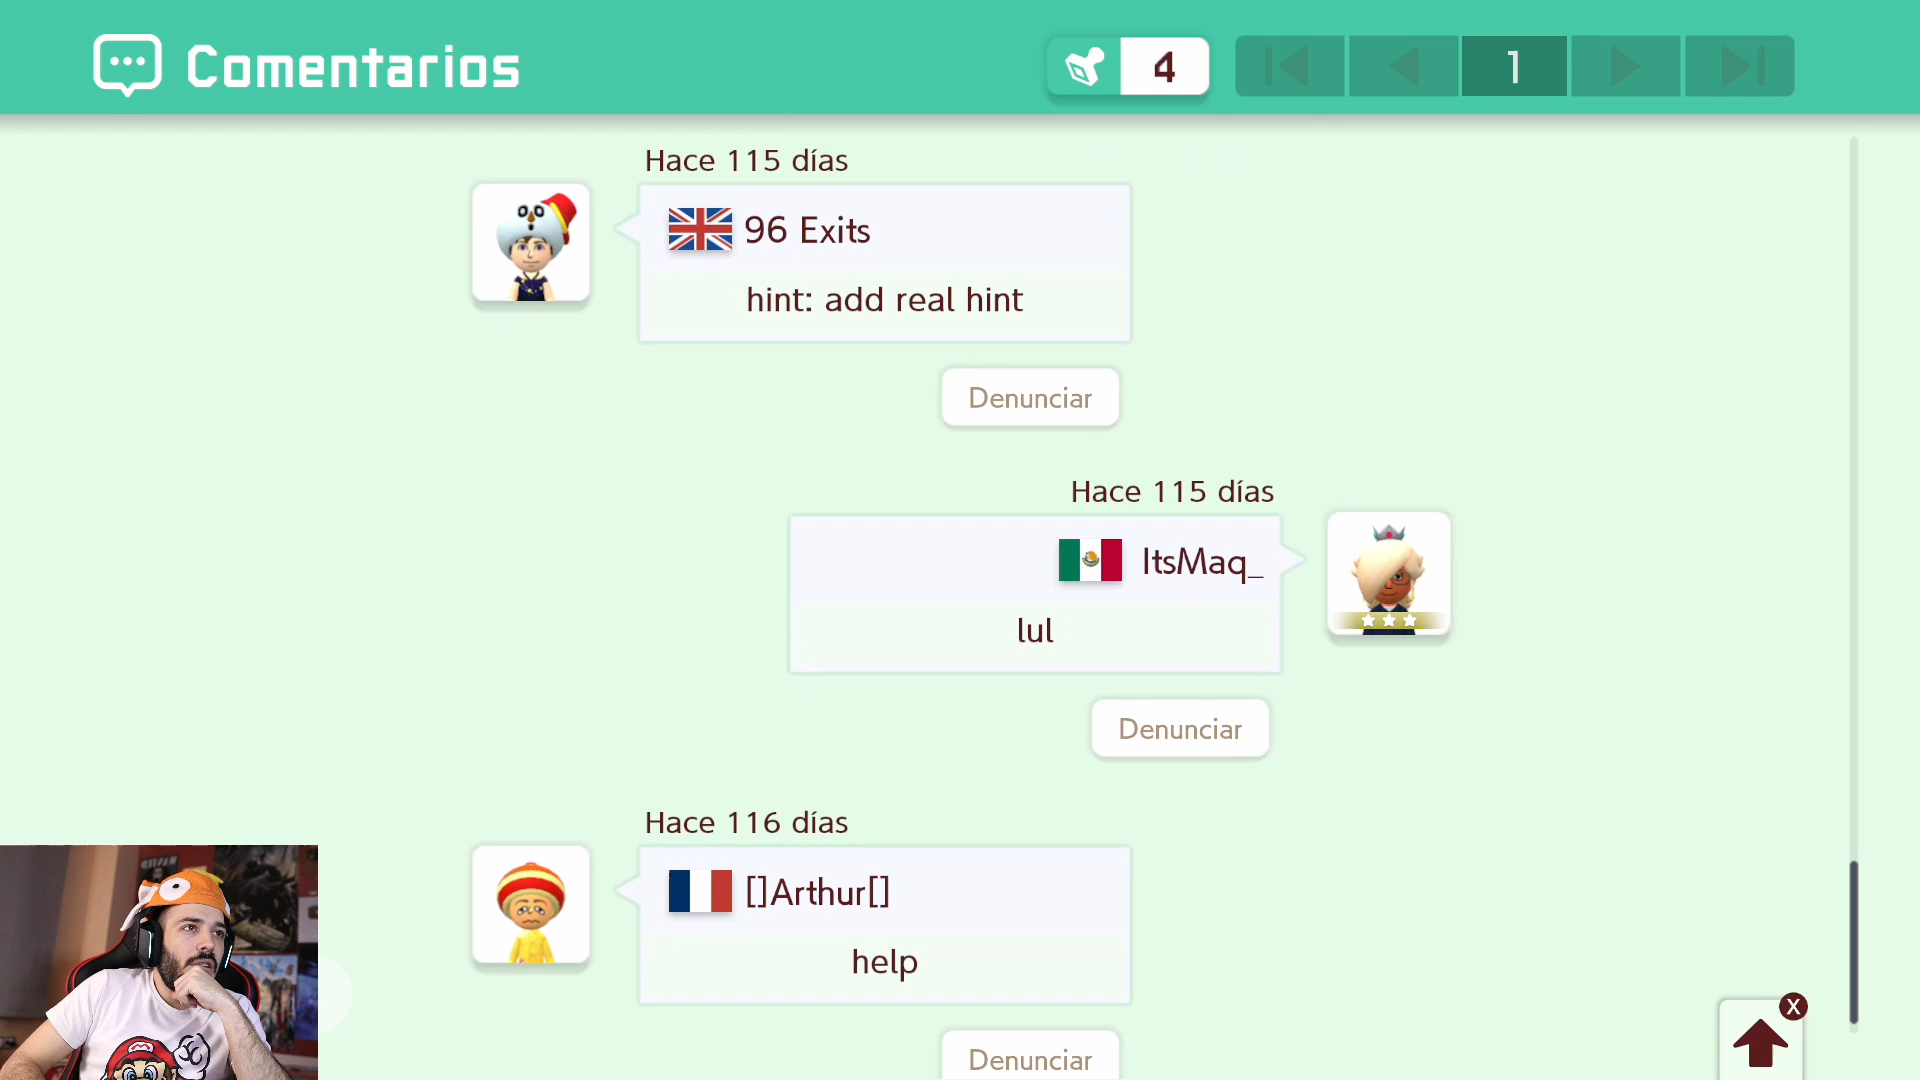 Comentarios
4
1
Hace 115 días
96 Exits
hint: add real hint
Denunciar
Hace 115 días
ItsMaq_
lul
Denunciar
Hace 116 días
[]Arthur[]
help
Denunciar
X
M